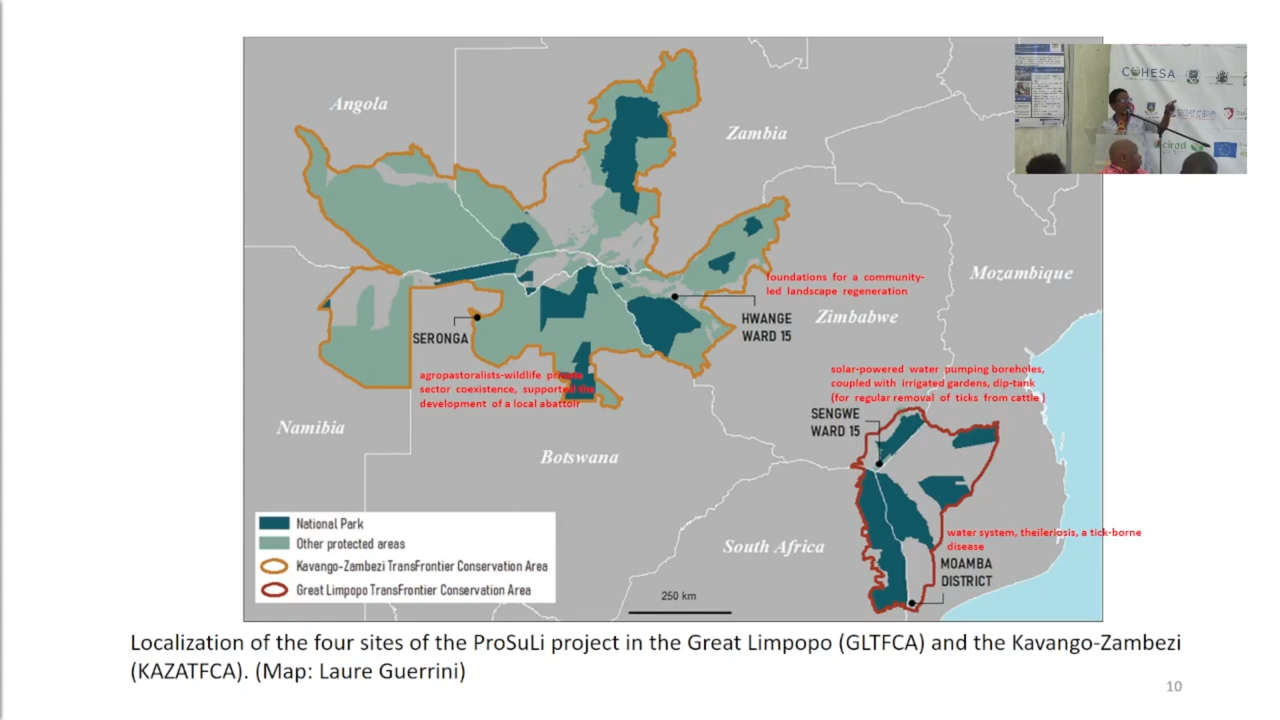 Angola
Zambia
COHESA
cirad
foundations for a community-
led landscape regeneration
Mozambique
HWANGE
WARD 15
Zimbabwe
SERONGA
agropastoralists-wildlife private
sector coexistence, supported the
development of a local abattoir
solar-powered water pumping boreholes,
coupled with irrigated gardens, dip-tank
(for regular removal of ticks from cattle )
SENGWE
WARD 15
Namibia
Botswana
National Park
Other protected areas
Kavango-Zambezi TransFrontier Conservation Area
Great Limpopo TransFrontier Conservation Area
South Africa
water system, theileriosis, a tick-borne
disease
MOAMBA
DISTRICT
250 km
Localization of the four sites of the ProSuLi project in the Great Limpopo (GLTFCA) and the Kavango-Zambezi
(KAZATFCA). (Map: Laure Guerrini)
10